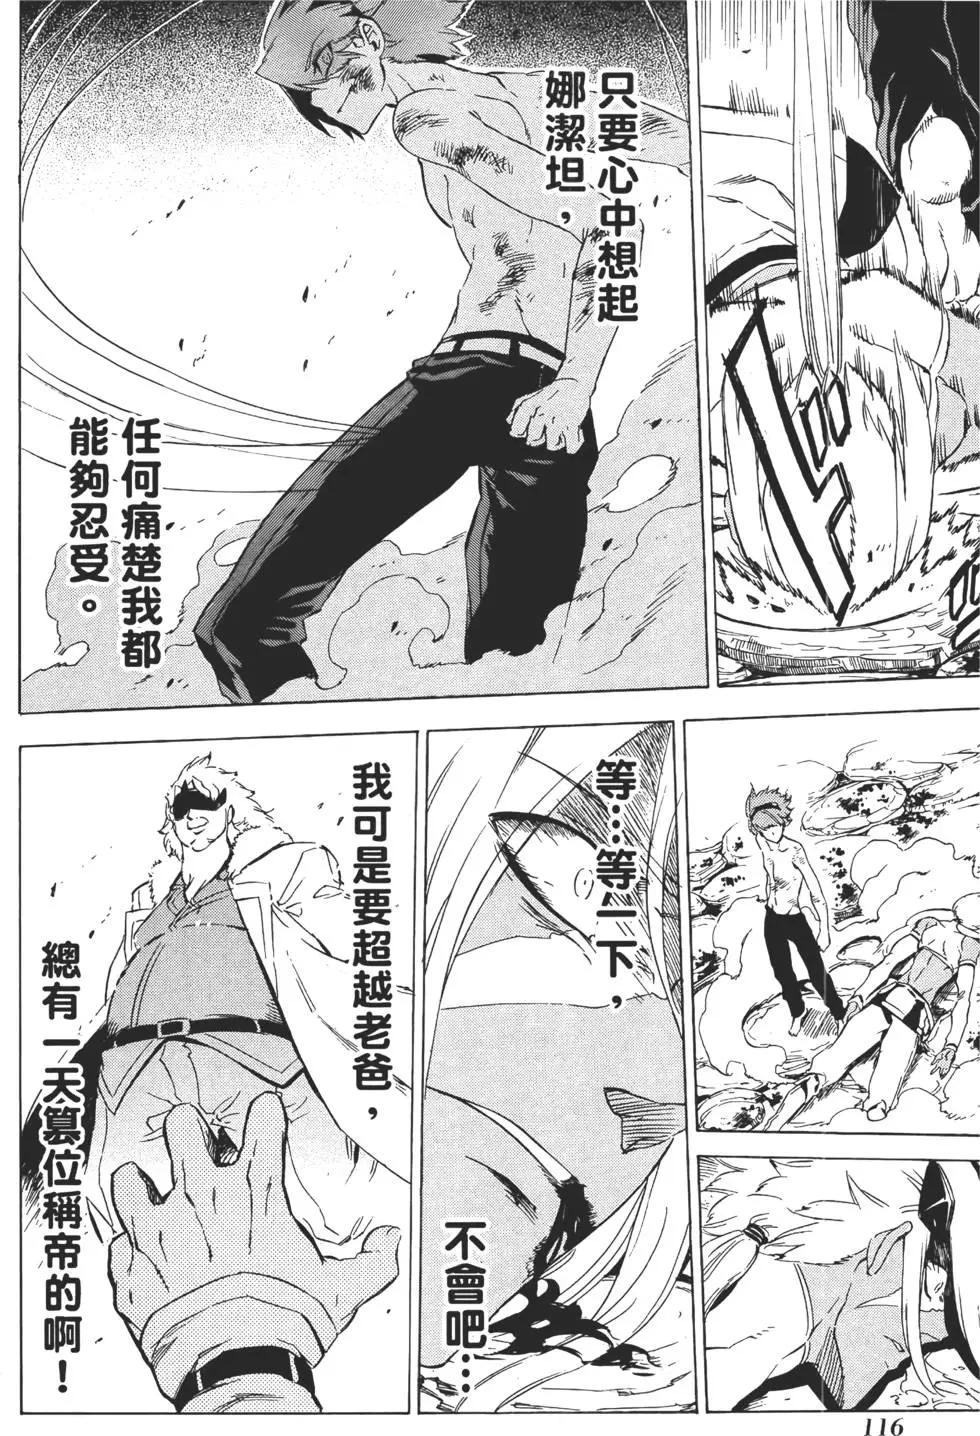 只要心中想起
娜潔坦，
任何痛楚我都
能夠忍受。
等…等一下，
不會吧…
我可是要超越老爸，
總有一天篡位稱帝的啊！
116